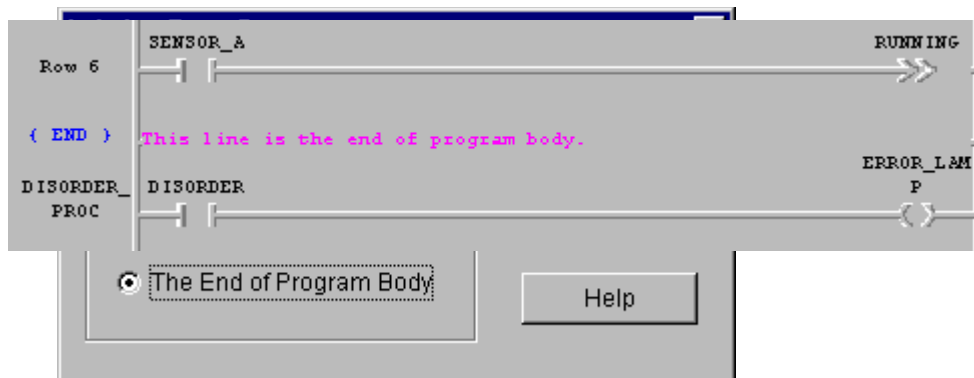 SENSOR_A RUNNING
Row 6
( END ) This line is the end of program body.
ERROR_LAM
DISORDER_ DISORDER P
PROC
The End of Program Body
Help